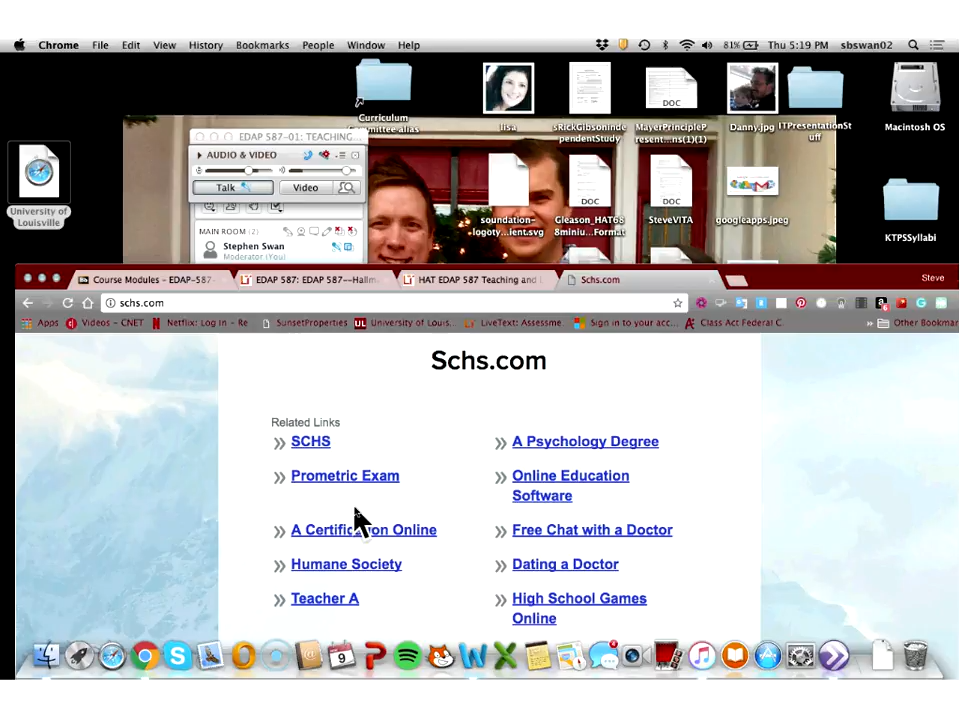 Chrome File Edit View History Bookmarks People Window Help 81% Thu 5:19 PM sbswan02
Curriculum
lisa
sRickGibsoninde
pendentStudy
DOC
MayerPrincipleP
resent...ns(1)(1)
Danny.jpg
ITPresentationSt
uff
Macintosh OS
EDAP 587-01: TEACHING...
AUDIO & VIDEO
Talk Video
University of
Louisville
soundation-
logoty...ient.svg
DOC
Gleason_HAT68
8miniu...Format
DOC
SteveVITA
googleapps.jpeg
KTPSSyllabi
MAIN ROOM (2)
Stephen Swan
Moderator (You)
Course Modules – EDAP-587- EDAP 587: EDAP 587--Hallm HAT EDAP 587 Teaching and Schs.com Steve
schs.com
Apps Videos - CNET Netflix: Log In - Re SunsetProperties University of Louis... LiveText: Assessme Sign in to your acc... Class Act Federal C » Other Bookmar
Schs.com
Related Links
SCHS
A Psychology Degree
Prometric Exam
Online Education
Software
A Certification Online
Free Chat with a Doctor
Humane Society
Dating a Doctor
Teacher A
High School Games
Online
9